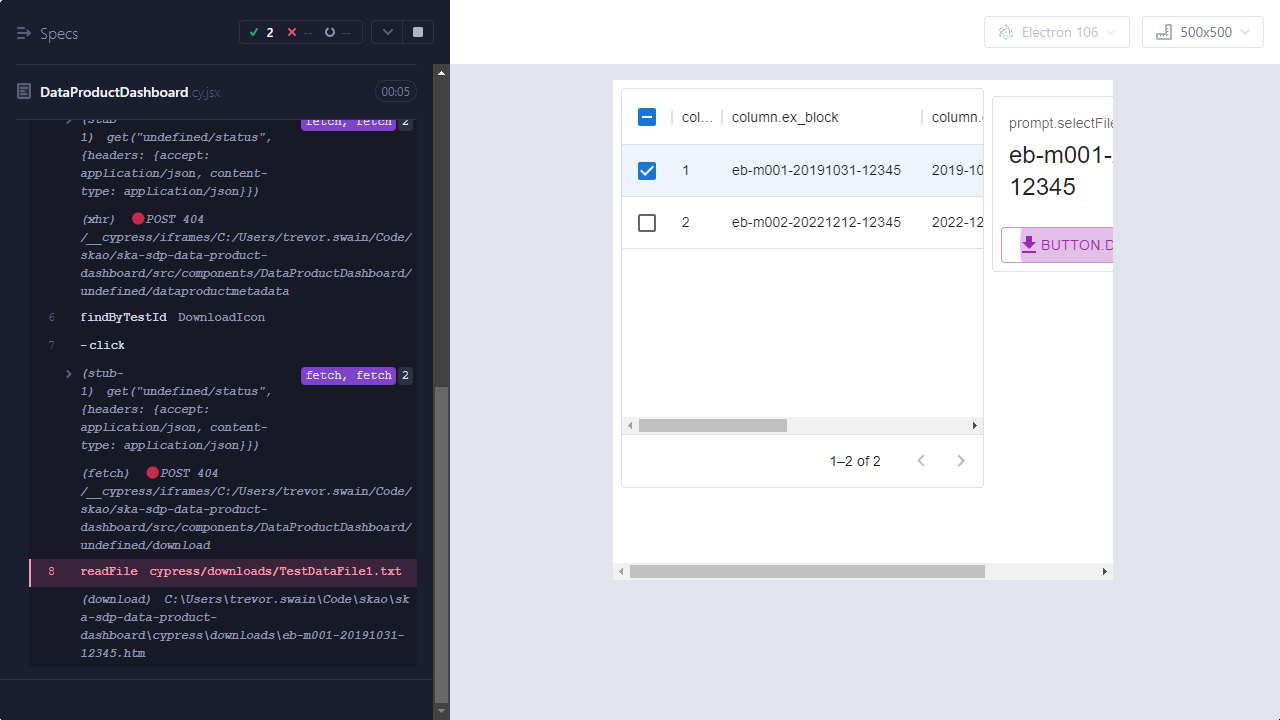 Specs
2
--
--
DataProductDashboard.cy.jsx
00:05
(stub-
1) get("undefined/status",
{headers: {accept:
application/json, content-
type: application/json}})
fetch, fetch 2
(xhr) POST 404
/__cypress/iframes/C:/Users/trevor.swain/Code/
skao/ska-sdp-data-product-
dashboard/src/components/DataProductDashboard/
undefined/dataproductmetadata
6 findByTestId DownloadIcon
7 -click
(stub-
1) get("undefined/status",
{headers: {accept:
application/json, content-
type: application/json}})
fetch, fetch 2
(fetch) POST 404
/__cypress/iframes/C:/Users/trevor.swain/Code/
skao/ska-sdp-data-product-
dashboard/src/components/DataProductDashboard/
undefined/download
8 readFile cypress/downloads/TestDataFile1.txt
(download) C:\Users\trevor.swain\Code\skao\sk
a-sdp-data-product-
dashboard\cypress\downloads\eb-m001-20191031-
12345.htm
Electron 106
500x500
col... column.ex_block column.
1 eb-m001-20191031-12345 2019-10
2 eb-m002-20221212-12345 2022-12
1–2 of 2
prompt.selectFile
eb-m001-
12345
BUTTON.D